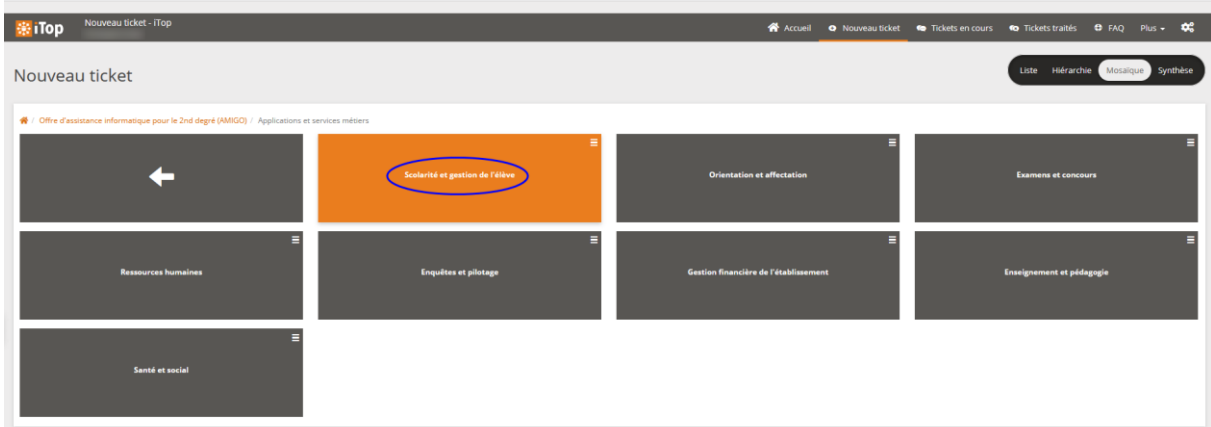 iTop
Nouveau ticket - iTop
Accueil
Nouveau ticket
Tickets en cours
Tickets traités
FAQ
Plus
Nouveau ticket
Liste
Hiérarchie
Mosaïque
Synthèse
/ Offre d'assistance informatique pour le 2nd degré (AMIGO) / Applications et services métiers
Scolarité et gestion de l'élève
Orientation et affectation
Examens et concours
Ressources humaines
Enquêtes et pilotage
Gestion financière de l'établissement
Enseignement et pédagogie
Santé et social